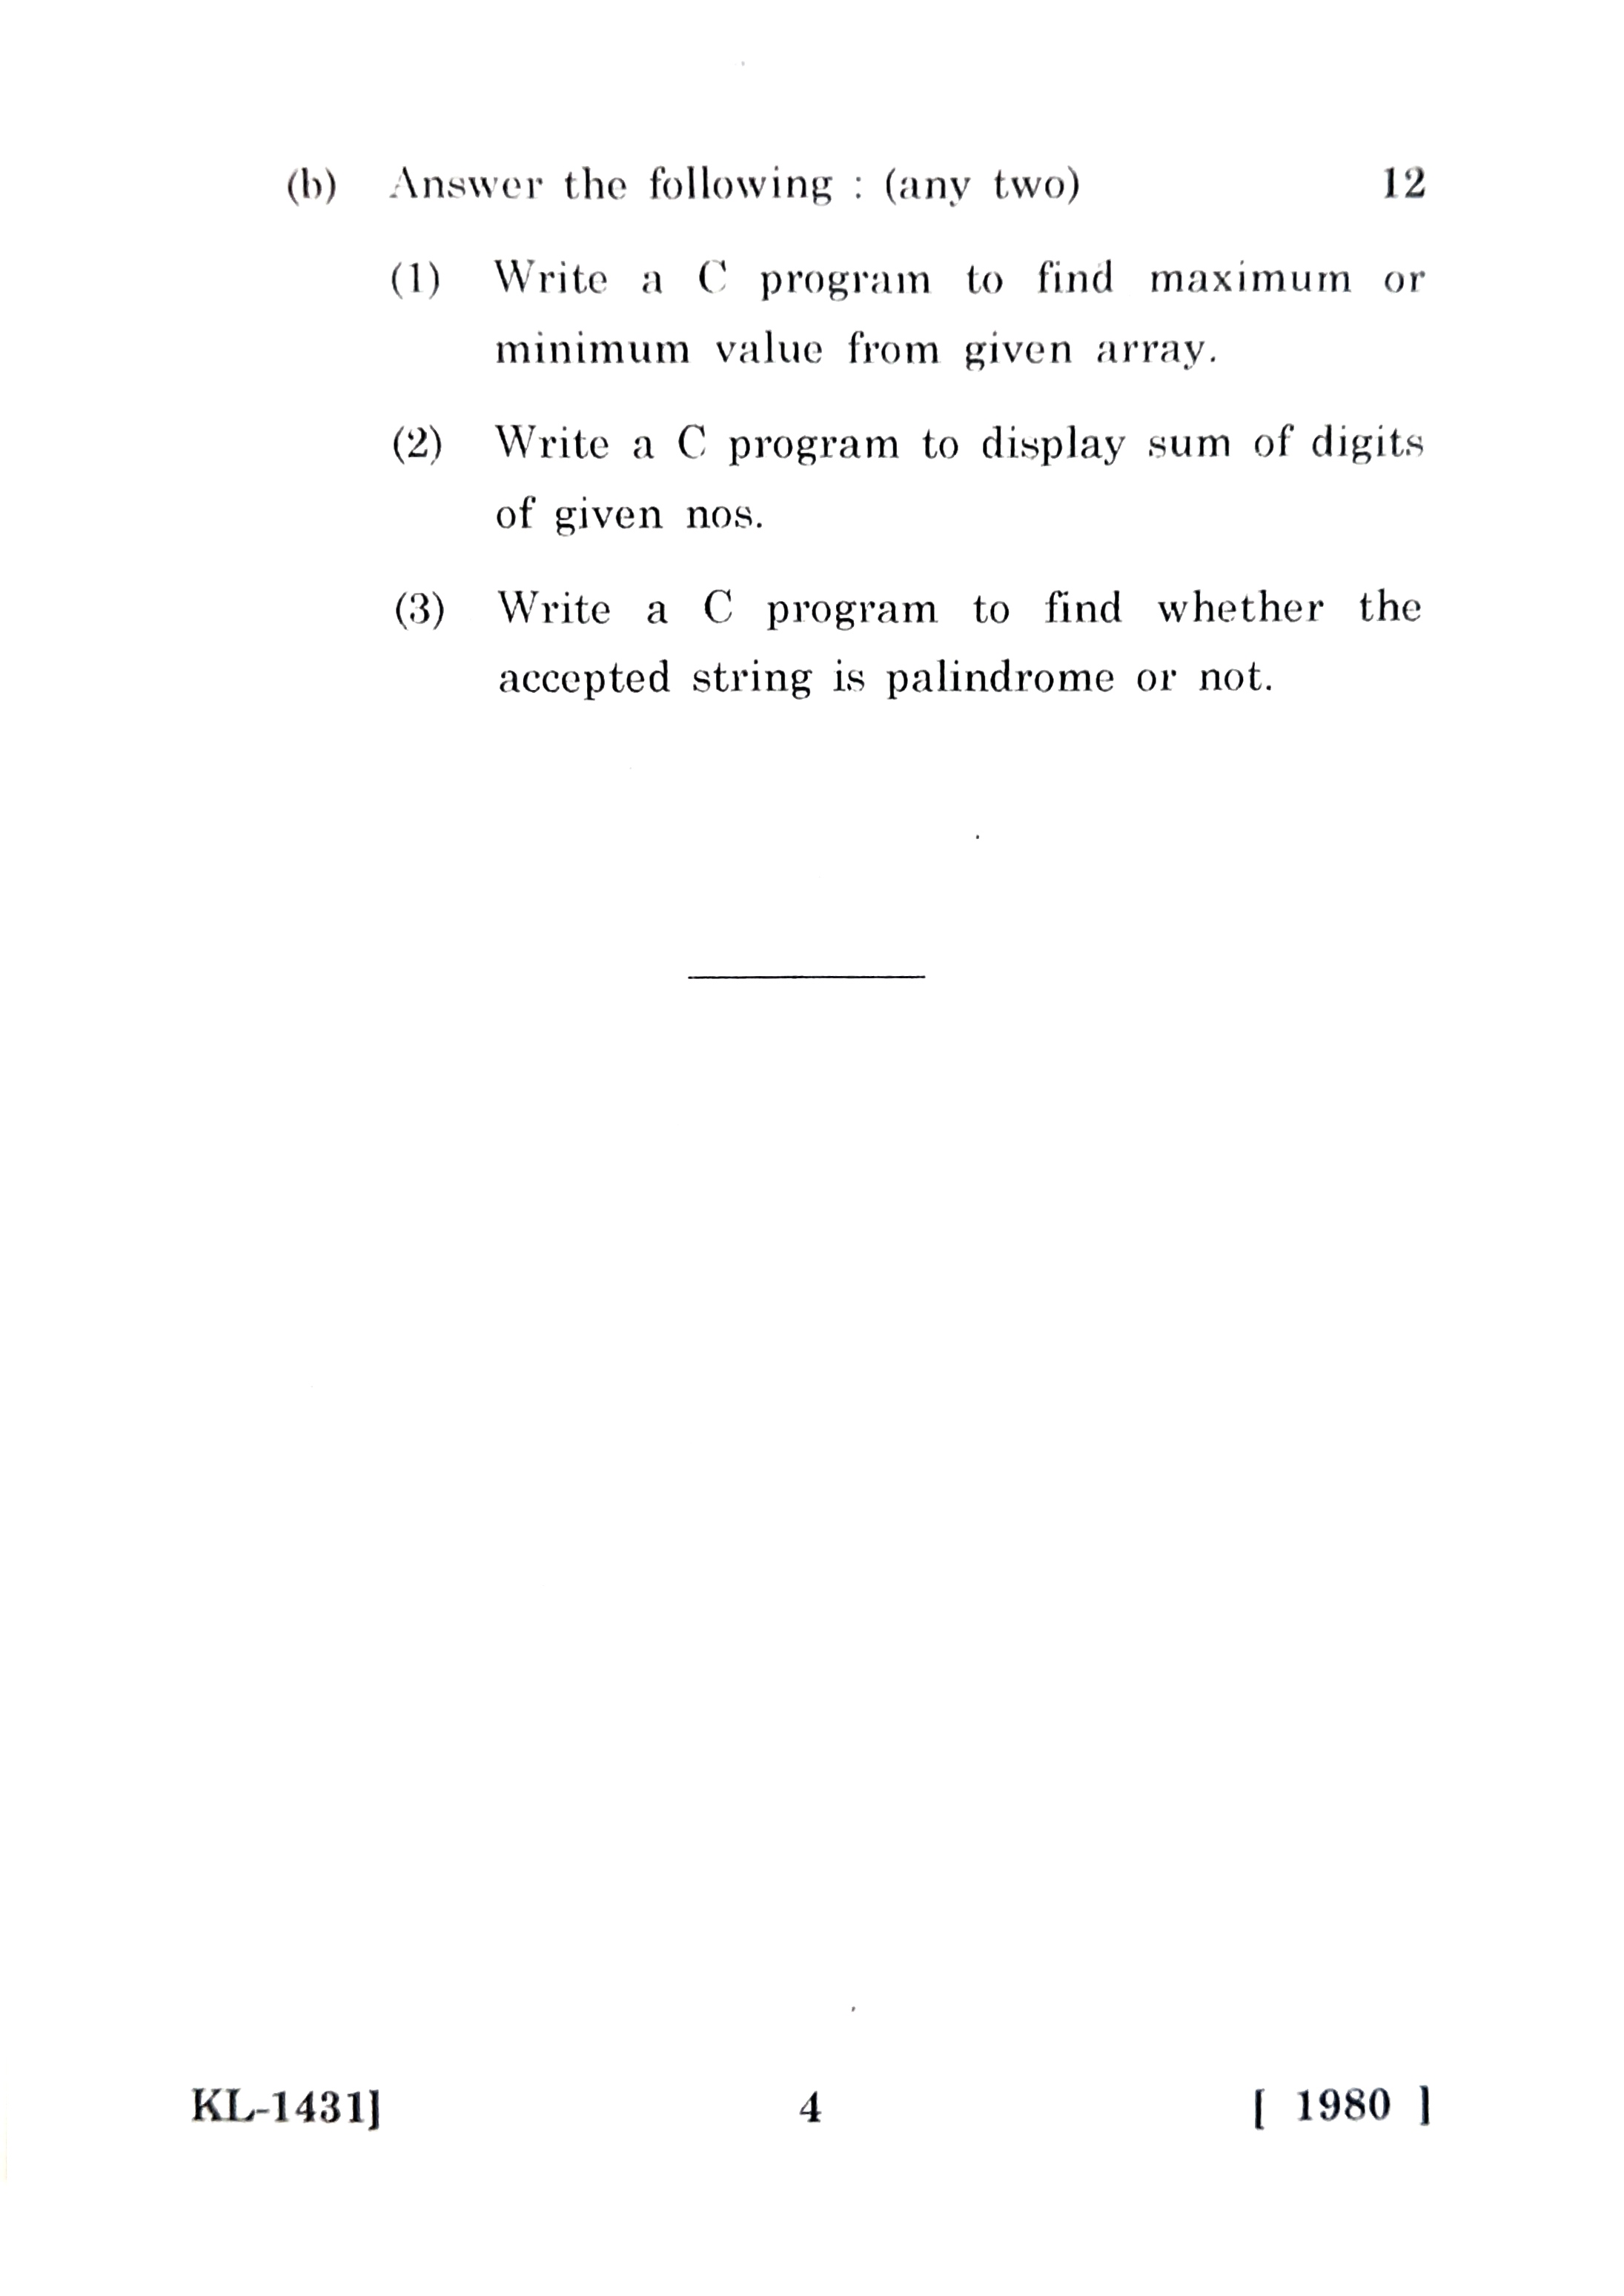 (b) Answer the following : (any two) 12
(1) Write a C program to find maximum or
minimum value from given array.
(2) Write a C program to display sum of digits
of given nos.
(3) Write a C program to find whether the
accepted string is palindrome or not.
KL-1431] 4 [ 1980 ]